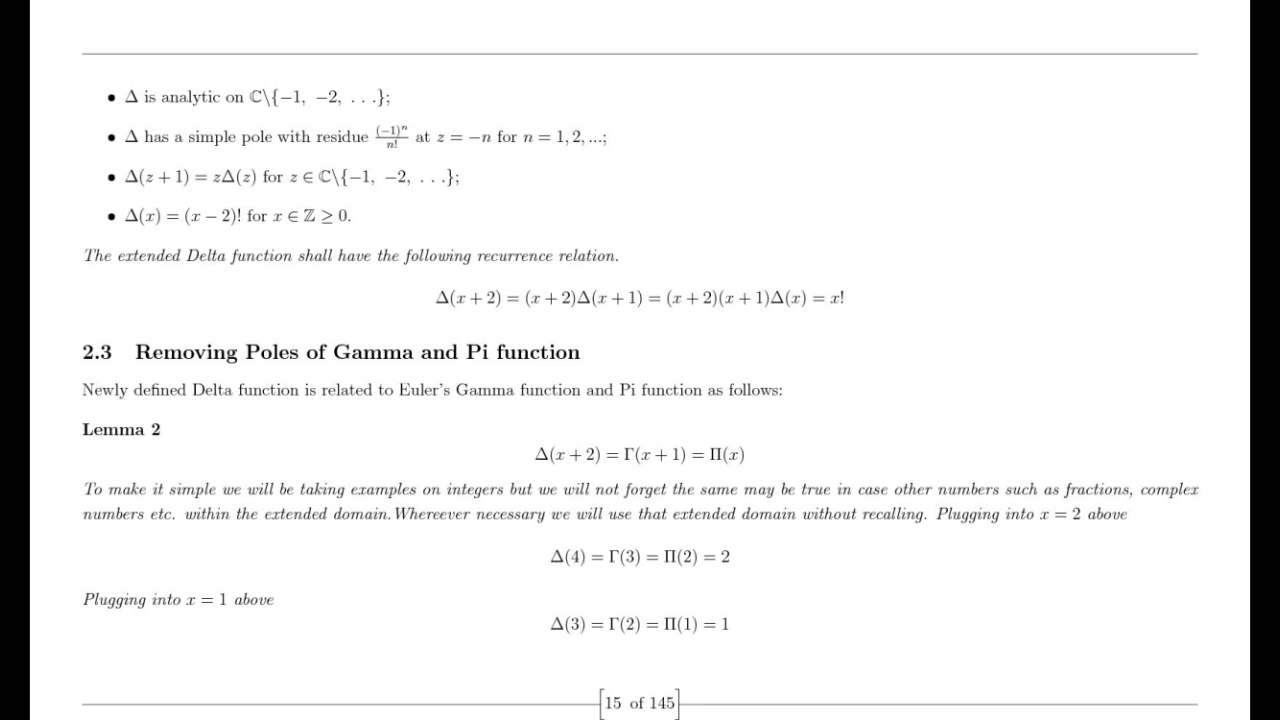 • Δ is analytic on ℂ\{−1, −2, . . .};
• Δ has a simple pole with residue (−1)ⁿ/n! at z = −n for n = 1, 2, ...;
• Δ(z + 1) = zΔ(z) for z ∈ ℂ\{−1, −2, . . .};
• Δ(x) = (x − 2)! for x ∈ ℤ ≥ 0.
The extended Delta function shall have the following recurrence relation.
Δ(x + 2) = (x + 2)Δ(x + 1) = (x + 2)(x + 1)Δ(x) = x!
2.3 Removing Poles of Gamma and Pi function
Newly defined Delta function is related to Euler's Gamma function and Pi function as follows:
Lemma 2
Δ(x + 2) = Γ(x + 1) = Π(x)
To make it simple we will be taking examples on integers but we will not forget the same may be true in case other numbers such as fractions, complex
numbers etc. within the extended domain. Whereever necessary we will use that extended domain without recalling. Plugging into x = 2 above
Δ(4) = Γ(3) = Π(2) = 2
Plugging into x = 1 above
Δ(3) = Γ(2) = Π(1) = 1
[15 of 145]